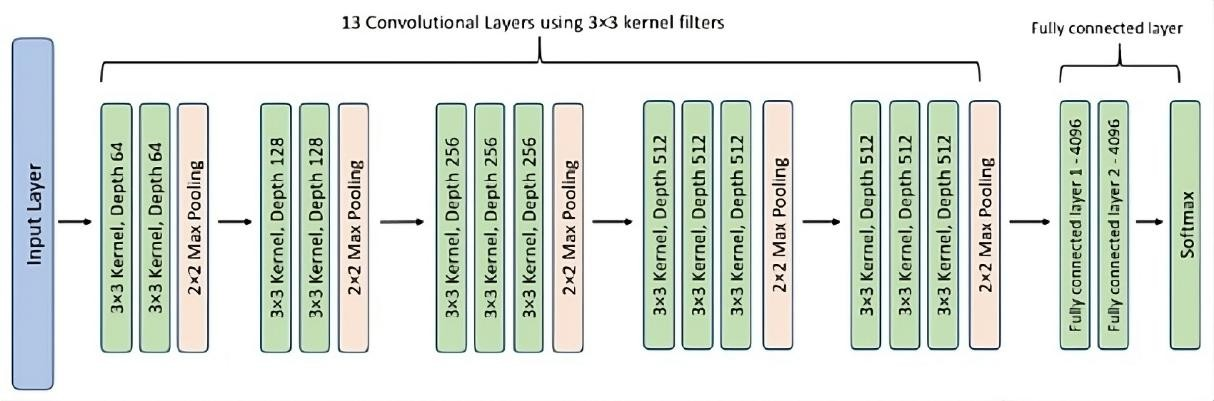 13 Convolutional Layers using 3×3 kernel filters
Fully connected layer
Input Layer
3×3 Kernel, Depth 64
3×3 Kernel, Depth 64
2×2 Max Pooling
3×3 Kernel, Depth 128
3×3 Kernel, Depth 128
2×2 Max Pooling
3×3 Kernel, Depth 256
3×3 Kernel, Depth 256
3×3 Kernel, Depth 256
2×2 Max Pooling
3×3 Kernel, Depth 512
3×3 Kernel, Depth 512
3×3 Kernel, Depth 512
2×2 Max Pooling
3×3 Kernel, Depth 512
3×3 Kernel, Depth 512
3×3 Kernel, Depth 512
2×2 Max Pooling
Fully connected layer 1 - 4096
Fully connected layer 2 - 4096
Softmax